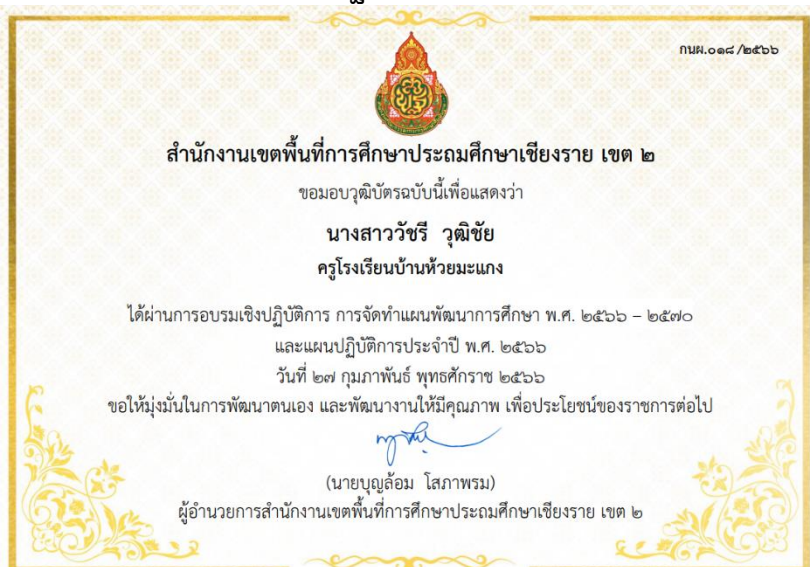 กนผ.๐๑๘/๒๕๖๖
สำนักงานเขตพื้นที่การศึกษาประถมศึกษาเชียงราย เขต ๒
ขอมอบวุฒิบัตรฉบับนี้เพื่อแสดงว่า
นางสาววัชรี วุฒิชัย
ครูโรงเรียนบ้านห้วยมะแกง
ได้ผ่านการอบรมเชิงปฏิบัติการ การจัดทำแผนพัฒนาการศึกษา พ.ศ. ๒๕๖๖ – ๒๕๗๐
และแผนปฏิบัติการประจำปี พ.ศ. ๒๕๖๖
วันที่ ๒๗ กุมภาพันธ์ พุทธศักราช ๒๕๖๖
ขอให้มุ่งมั่นในการพัฒนาตนเอง และพัฒนางานให้มีคุณภาพ เพื่อประโยชน์ของราชการต่อไป
(นายบุญล้อม โสภาพรม)
ผู้อำนวยการสำนักงานเขตพื้นที่การศึกษาประถมศึกษาเชียงราย เขต ๒